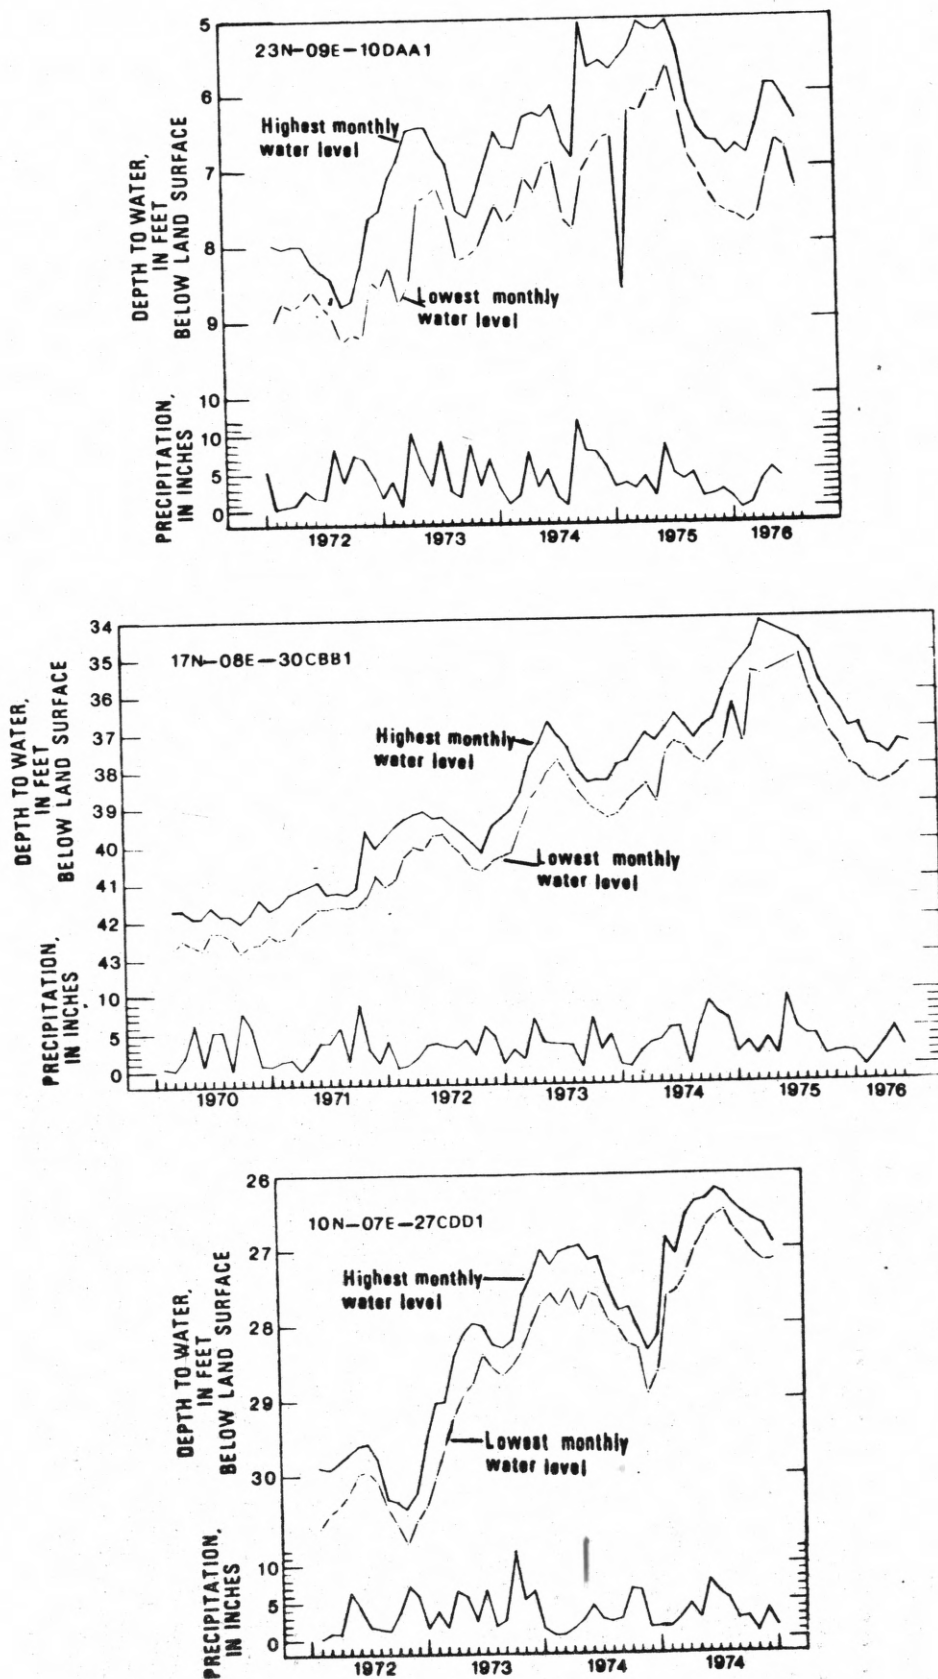 23N-09E-10DAA1
DEPTH TO WATER,
IN FEET
BELOW LAND SURFACE
5
6
7
8
9
10
Highest monthly
water level
Lowest monthly
water level
PRECIPITATION,
IN INCHES
10
5
0
1972 1973 1974 1975 1976
17N-08E-30CBB1
DEPTH TO WATER,
IN FEET
BELOW LAND SURFACE
34
35
36
37
38
39
40
41
42
43
Highest monthly
water level
Lowest monthly
water level
PRECIPITATION,
IN INCHES
10
5
0
1970 1971 1972 1973 1974 1975 1976
10N-07E-27CDD1
DEPTH TO WATER,
IN FEET
BELOW LAND SURFACE
26
27
28
29
30
Highest monthly
water level
Lowest monthly
water level
PRECIPITATION,
IN INCHES
10
5
0
1972 1973 1974 1974